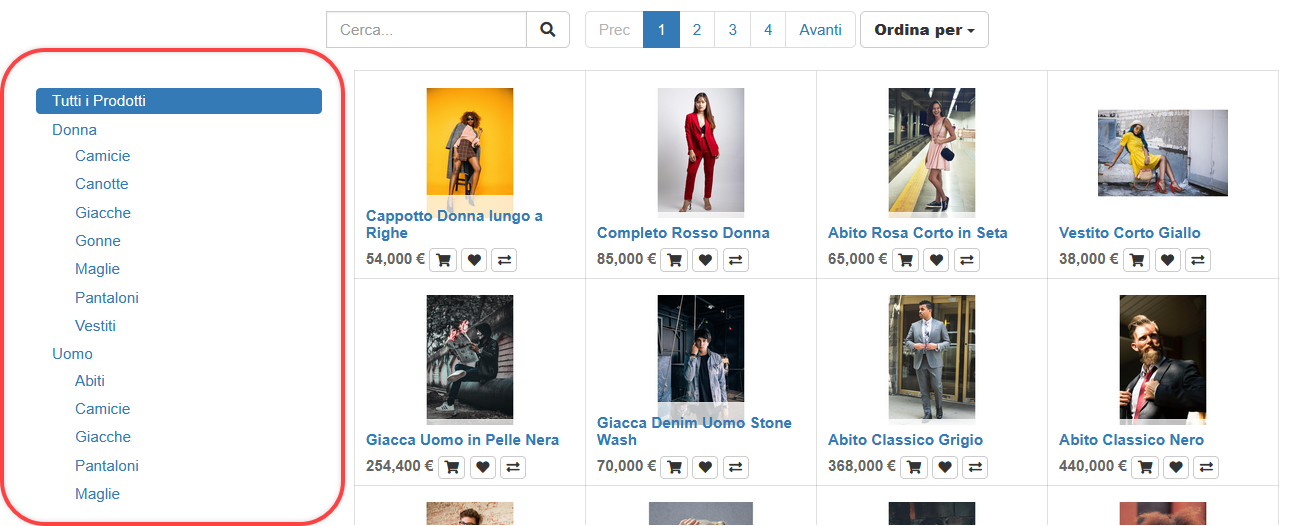 Cerca...
Prec 1 2 3 4 Avanti
Ordina per
Tutti i Prodotti
Donna
Camicie
Canotte
Giacche
Gonne
Maglie
Pantaloni
Vestiti
Uomo
Abiti
Camicie
Giacche
Pantaloni
Maglie
Cappotto Donna lungo a
Righe
54,000 €
Completo Rosso Donna
85,000 €
Abito Rosa Corto in Seta
65,000 €
Vestito Corto Giallo
38,000 €
Giacca Uomo in Pelle Nera
254,400 €
Giacca Denim Uomo Stone
Wash
70,000 €
Abito Classico Grigio
368,000 €
Abito Classico Nero
440,000 €